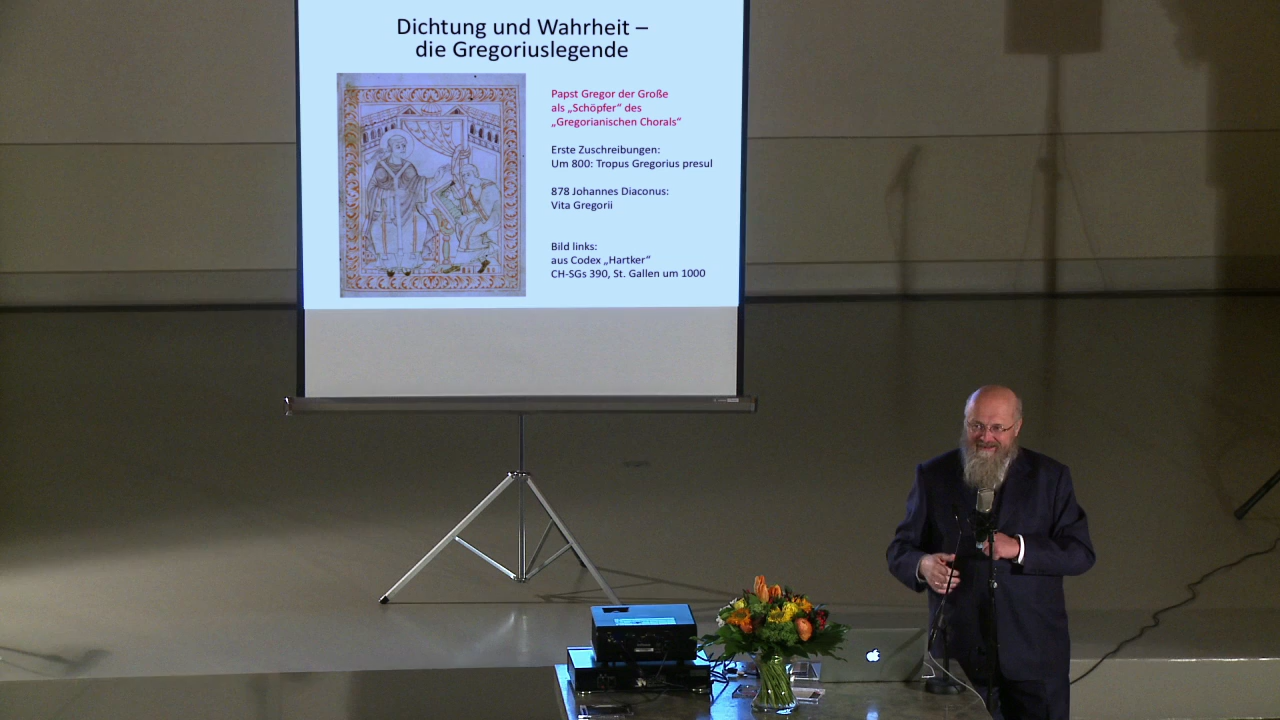 Dichtung und Wahrheit –
die Gregoriuslegende
Papst Gregor der Große
als „Schöpfer“ des
„Gregorianischen Chorals“
Erste Zuschreibungen:
Um 800: Tropus Gregorius presul
878 Johannes Diaconus:
Vita Gregorii
Bild links:
aus Codex „Hartker“
CH-SGs 390, St. Gallen um 1000